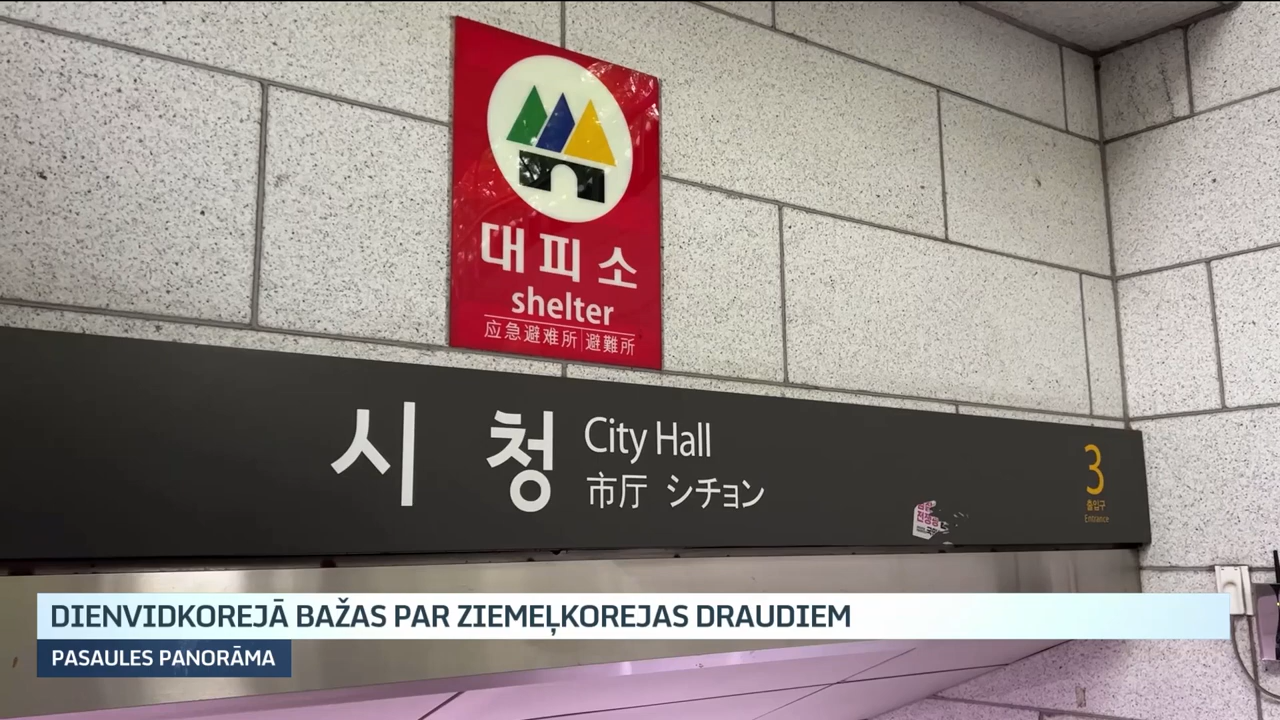 대피소
shelter
应急避难所 | 避難所
시청
City Hall
市厅 シチョン
3
출입구
Entrance
DIENVIDKOREJĀ BAŽAS PAR ZIEMEĻKOREJAS DRAUDIEM
PASAULES PANORĀMA